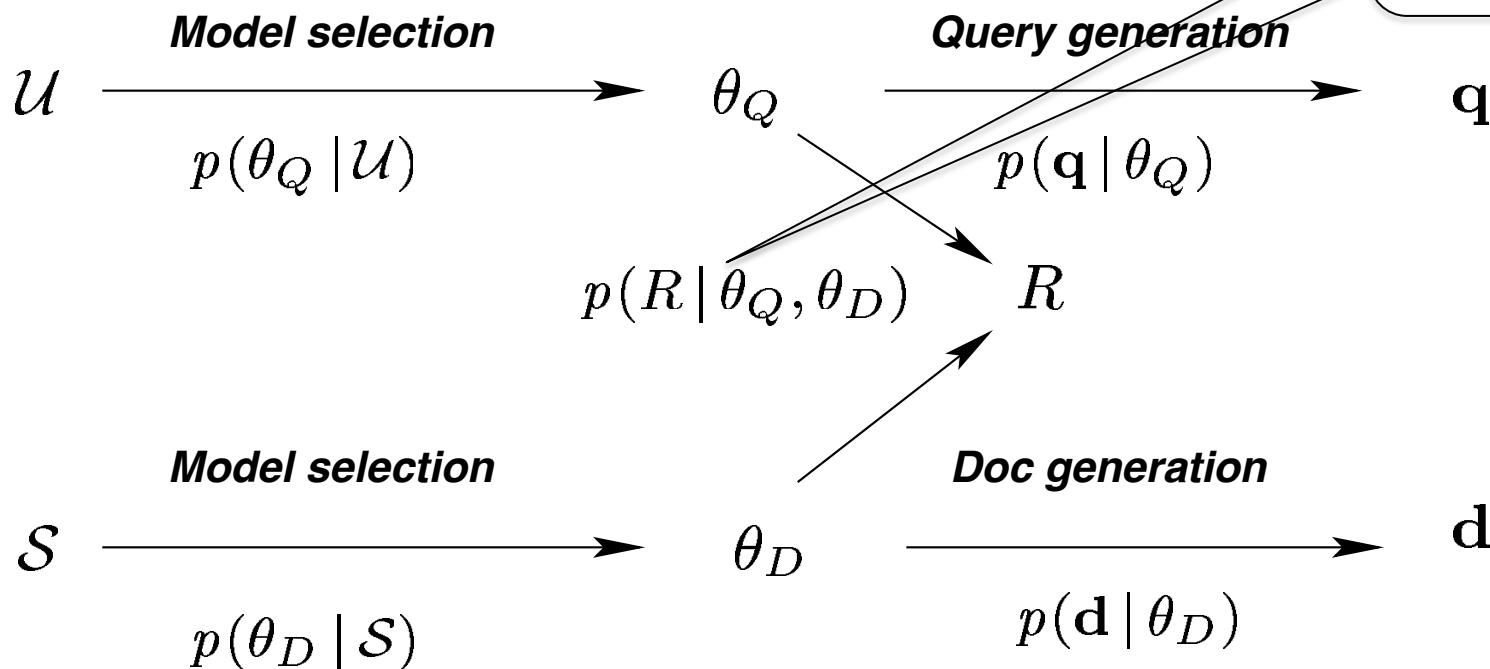 Model selection Query generation
𝒰 θ_Q 𝐪
p(θ_Q | 𝒰) p(𝐪 | θ_Q)
p(R | θ_Q, θ_D) R
Model selection Doc generation
𝒮 θ_D 𝐝
p(θ_D | 𝒮) p(𝐝 | θ_D)